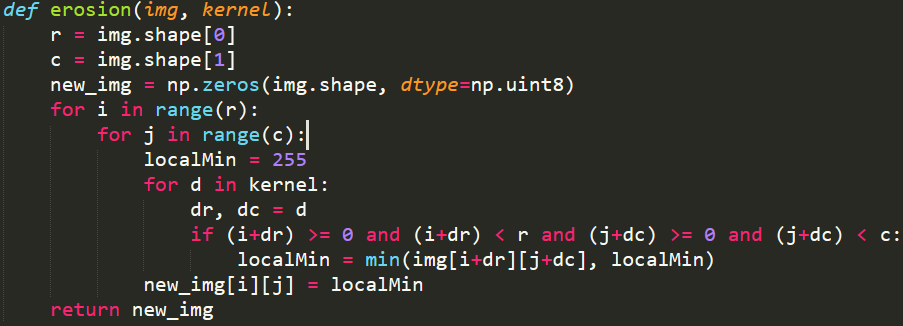 def erosion(img, kernel):
    r = img.shape[0]
    c = img.shape[1]
    new_img = np.zeros(img.shape, dtype=np.uint8)
    for i in range(r):
        for j in range(c):
            localMin = 255
            for d in kernel:
                dr, dc = d
                if (i+dr) >= 0 and (i+dr) < r and (j+dc) >= 0 and (j+dc) < c:
                    localMin = min(img[i+dr][j+dc], localMin)
            new_img[i][j] = localMin
    return new_img